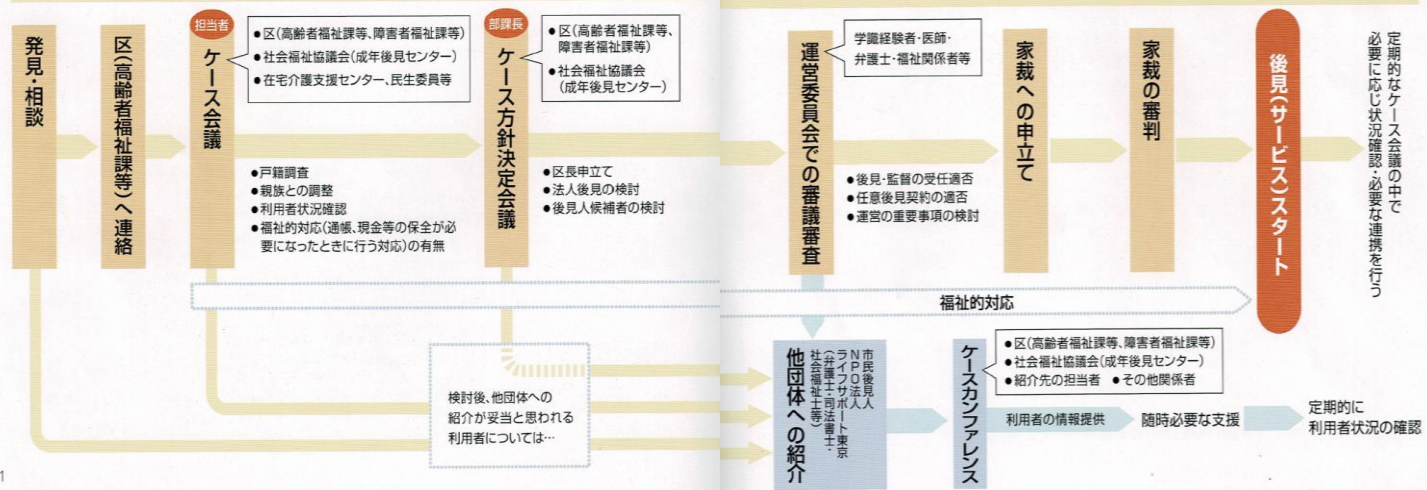 発見・相談
区(高齢者福祉課等)へ連絡
担当者
ケース会議
●区(高齢者福祉課等、障害者福祉課等)
●社会福祉協議会(成年後見センター)
●在宅介護支援センター、民生委員等
●戸籍調査
●親族との調整
●利用者状況確認
●福祉的対応(通帳、現金等の保全が必
要になったときに行う対応)の有無
部課長
ケース方針決定会議
●区(高齢者福祉課等、
障害者福祉課等)
●社会福祉協議会
(成年後見センター)
●区長申立て
●法人後見の検討
●後見人候補者の検討
運営委員会での審議審査
学識経験者・医師・
弁護士・福祉関係者等
●後見・監督の受任適否
●任意後見契約の適否
●運営の重要事項の検討
家裁への申立て
家裁の審判
後見(サービス)スタート
定期的なケース会議の中で
必要に応じ状況確認・必要な連携を行う
福祉的対応
検討後、他団体への
紹介が妥当と思われる
利用者については…
市民後見人
NPO法人
ライフサポート東京
(弁護士・司法書士・
社会福祉士等)
他団体への紹介
ケースカンファレンス
●区(高齢者福祉課等、障害者福祉課等)
●社会福祉協議会(成年後見センター)
●紹介先の担当者 ●その他関係者
利用者の情報提供
随時必要な支援
定期的に
利用者状況の確認
1